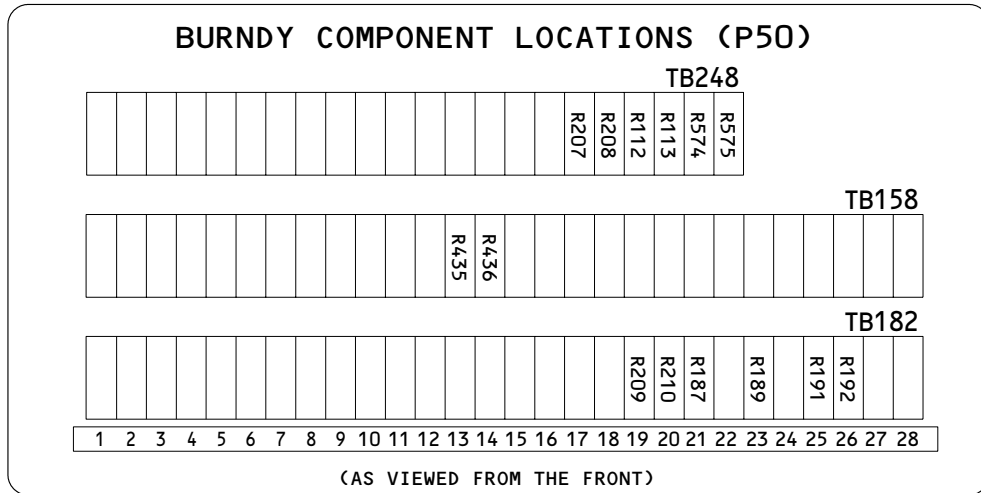 BURNDY COMPONENT LOCATIONS (P50)
TB248
R207 R208 R112 R113 R574 R575
TB158
R435 R436
TB182
R209 R210 R187 R189 R191 R192
1 2 3 4 5 6 7 8 9 10 11 12 13 14 15 16 17 18 19 20 21 22 23 24 25 26 27 28
(AS VIEWED FROM THE FRONT)